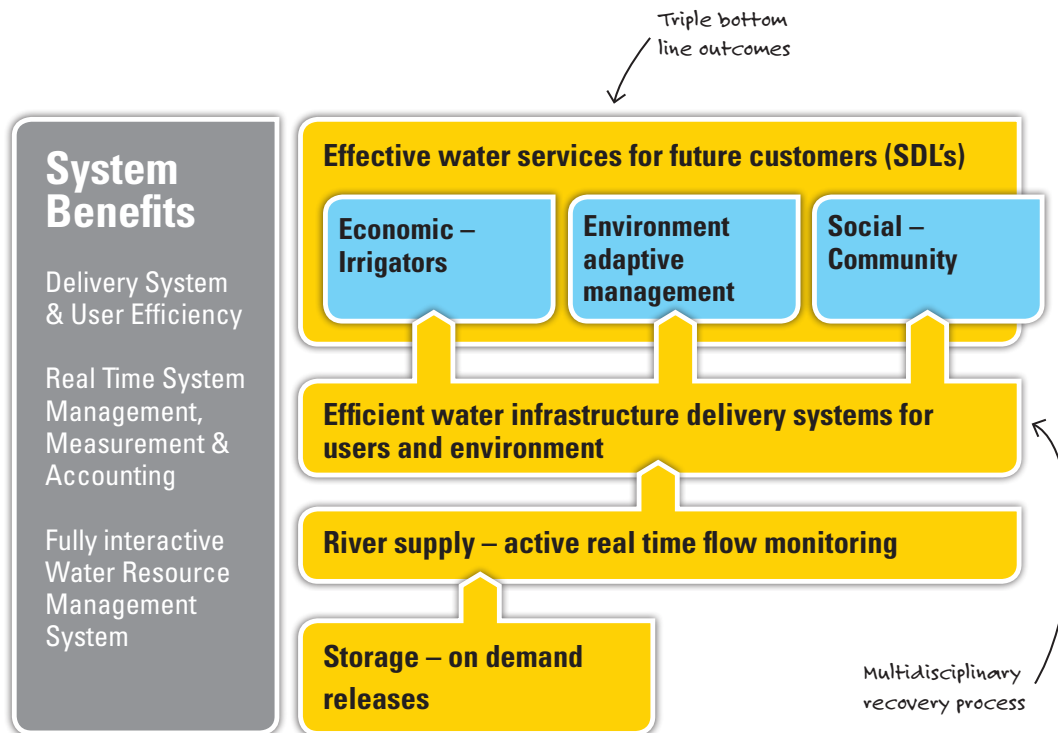 Triple bottom
line outcomes
System
Benefits
Delivery System
& User Efficiency
Real Time System
Management,
Measurement &
Accounting
Fully interactive
Water Resource
Management
System
Effective water services for future customers (SDL's)
Economic –
Irrigators
Environment
adaptive
management
Social –
Community
Efficient water infrastructure delivery systems for
users and environment
River supply – active real time flow monitoring
Storage – on demand
releases
Multidisciplinary
recovery process